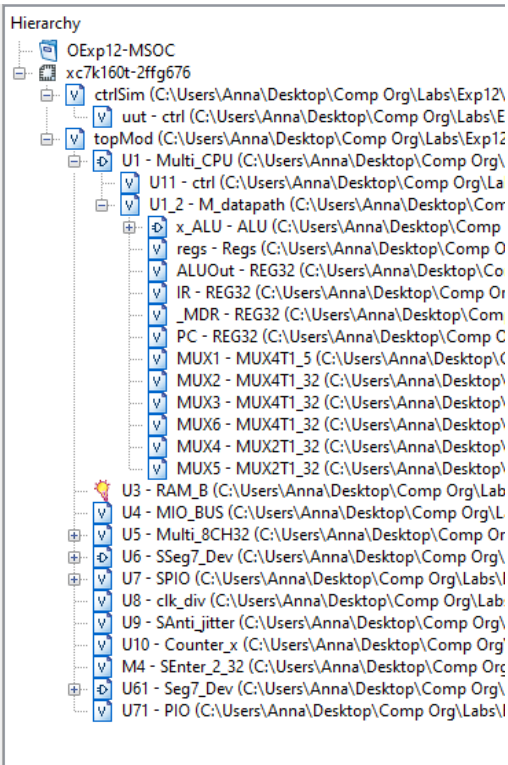 Hierarchy
OExp12-MSOC
xc7k160t-2ffg676
ctrlSim (C:\Users\Anna\Desktop\Comp Org\Labs\Exp12\
uut - ctrl (C:\Users\Anna\Desktop\Comp Org\Labs\E
topMod (C:\Users\Anna\Desktop\Comp Org\Labs\Exp12
U1 - Multi_CPU (C:\Users\Anna\Desktop\Comp Org\
U11 - ctrl (C:\Users\Anna\Desktop\Comp Org\La
U1_2 - M_datapath (C:\Users\Anna\Desktop\Com
x_ALU - ALU (C:\Users\Anna\Desktop\Comp
regs - Regs (C:\Users\Anna\Desktop\Comp O
ALUOut - REG32 (C:\Users\Anna\Desktop\Co
IR - REG32 (C:\Users\Anna\Desktop\Comp Or
_MDR - REG32 (C:\Users\Anna\Desktop\Com
PC - REG32 (C:\Users\Anna\Desktop\Comp O
MUX1 - MUX4T1_5 (C:\Users\Anna\Desktop\C
MUX2 - MUX4T1_32 (C:\Users\Anna\Desktop\
MUX3 - MUX4T1_32 (C:\Users\Anna\Desktop\
MUX6 - MUX4T1_32 (C:\Users\Anna\Desktop\
MUX4 - MUX2T1_32 (C:\Users\Anna\Desktop\
MUX5 - MUX2T1_32 (C:\Users\Anna\Desktop\
U3 - RAM_B (C:\Users\Anna\Desktop\Comp Org\Lab
U4 - MIO_BUS (C:\Users\Anna\Desktop\Comp Org\L
U5 - Multi_8CH32 (C:\Users\Anna\Desktop\Comp Or
U6 - SSeg7_Dev (C:\Users\Anna\Desktop\Comp Org\
U7 - SPIO (C:\Users\Anna\Desktop\Comp Org\Labs\
U8 - clk_div (C:\Users\Anna\Desktop\Comp Org\Lab
U9 - SAnti_jitter (C:\Users\Anna\Desktop\Comp Org\
U10 - Counter_x (C:\Users\Anna\Desktop\Comp Org\
M4 - SEnter_2_32 (C:\Users\Anna\Desktop\Comp Org
U61 - Seg7_Dev (C:\Users\Anna\Desktop\Comp Org\
U71 - PIO (C:\Users\Anna\Desktop\Comp Org\Labs\